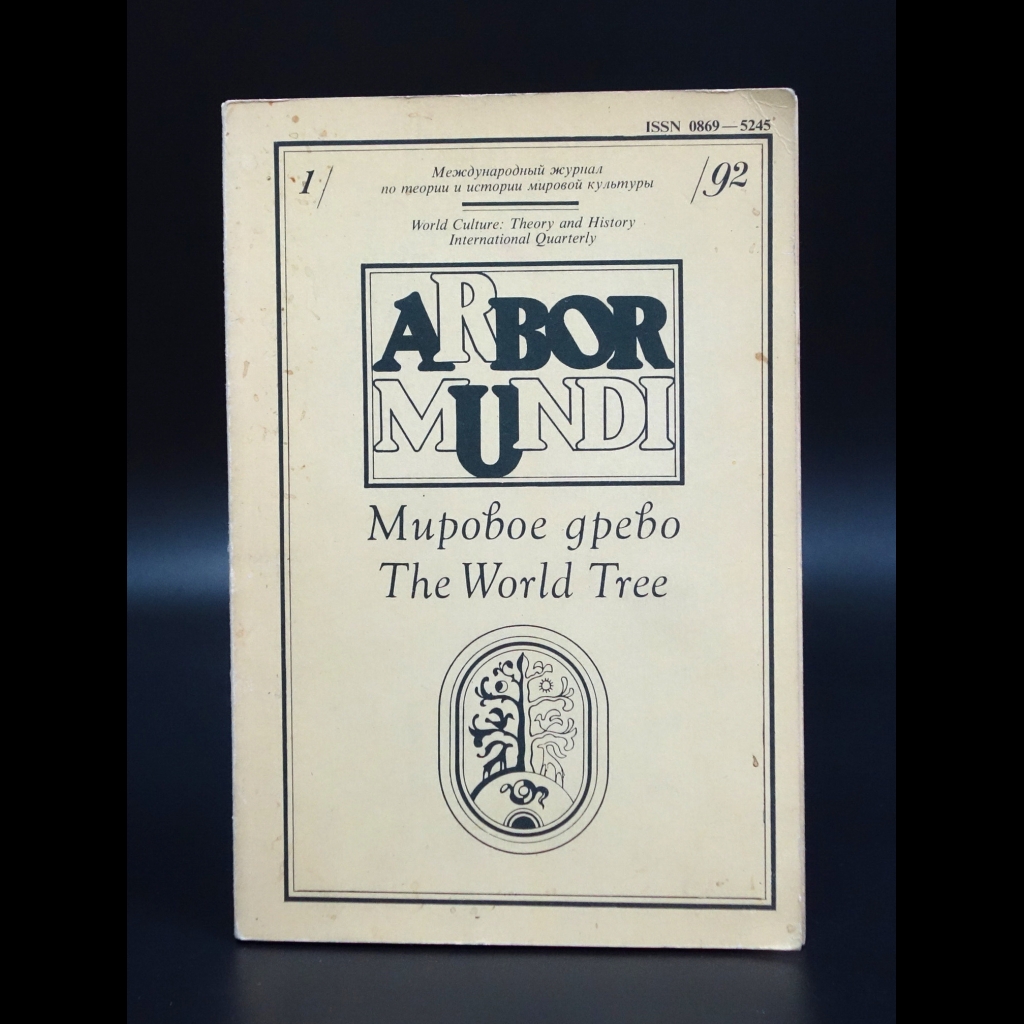 ISSN 0869—5245
1/ /92
Международный журнал
по теории и истории мировой культуры
World Culture: Theory and History
International Quarterly
ARBOR
MUNDI
Мировое древо
The World Tree